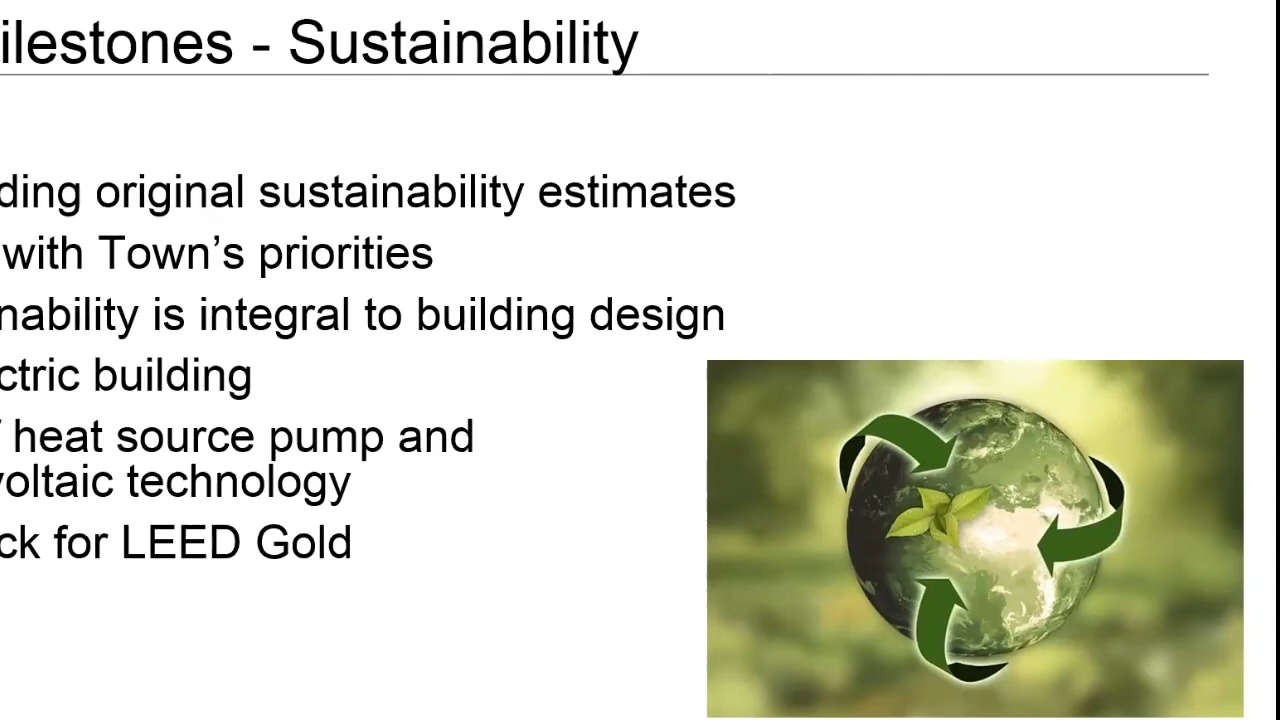 ilestones - Sustainability
ding original sustainability estimates
with Town’s priorities
nability is integral to building design
ctric building
heat source pump and
voltaic technology
ck for LEED Gold